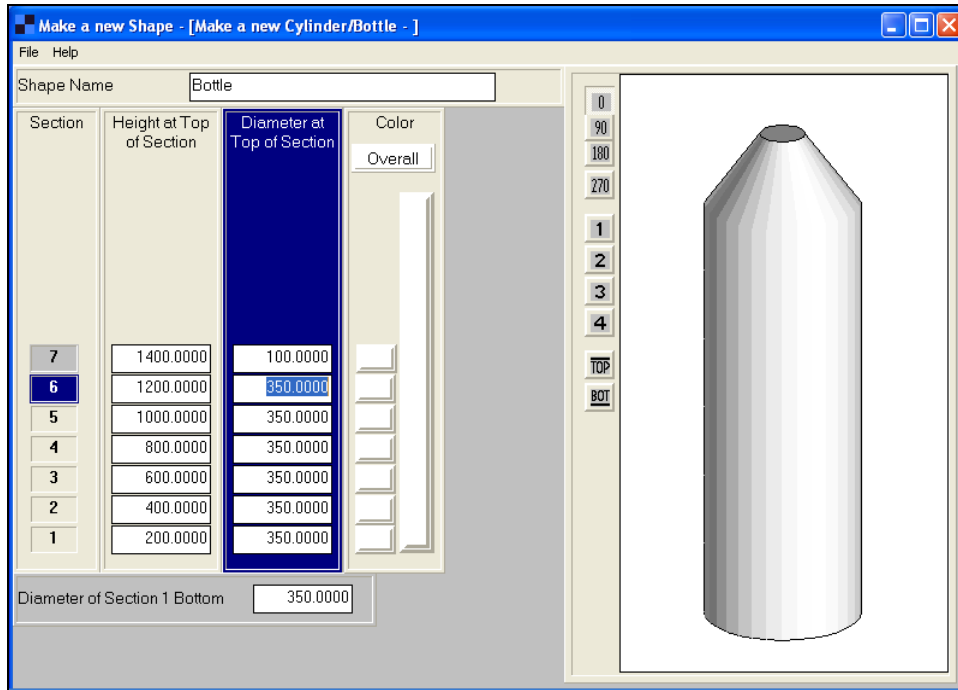 Make a new Shape - [Make a new Cylinder/Bottle - ]
File Help
Shape Name Bottle
Section Height at Top of Section Diameter at Top of Section Color
Overall
7 1400.0000 100.0000
6 1200.0000 350.0000
5 1000.0000 350.0000
4 800.0000 350.0000
3 600.0000 350.0000
2 400.0000 350.0000
1 200.0000 350.0000
Diameter of Section 1 Bottom 350.0000
0
90
180
270
1
2
3
4
TOP
BOT